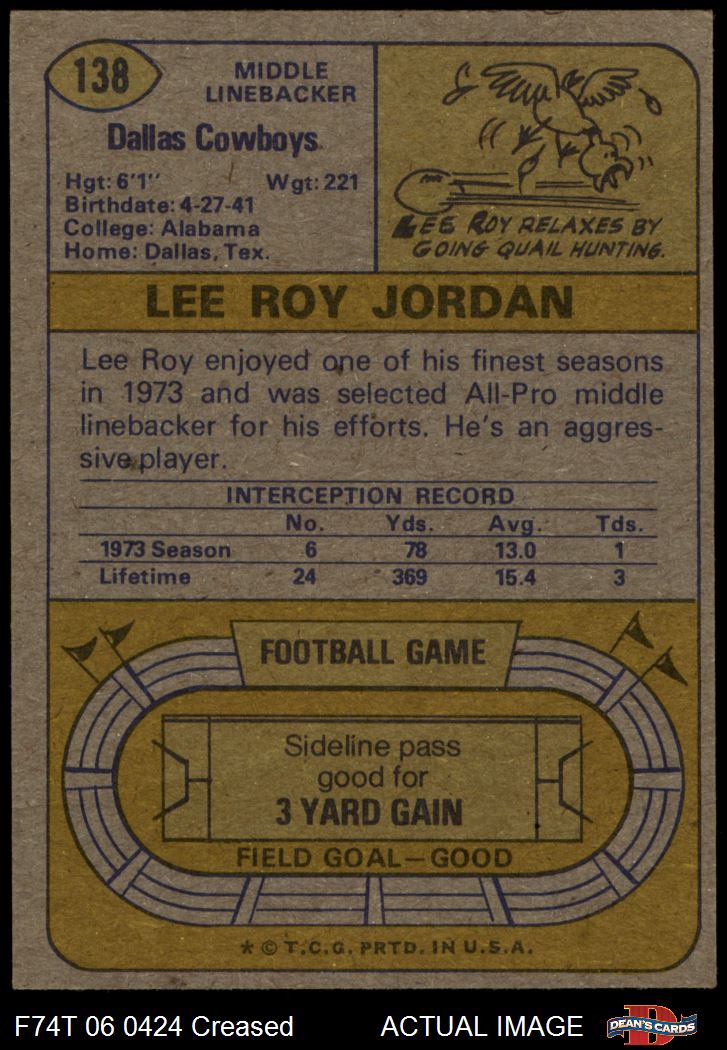 138
MIDDLE
LINEBACKER
Dallas Cowboys
Hgt: 6'1" Wgt: 221
Birthdate: 4-27-41
College: Alabama
Home: Dallas, Tex.
LEE ROY RELAXES BY
GOING QUAIL HUNTING.
LEE ROY JORDAN
Lee Roy enjoyed one of his finest seasons
in 1973 and was selected All-Pro middle
linebacker for his efforts. He's an aggres-
sive player.
INTERCEPTION RECORD
No. Yds. Avg. Tds.
1973 Season 6 78 13.0 1
Lifetime 24 369 15.4 3
FOOTBALL GAME
Sideline pass
good for
3 YARD GAIN
FIELD GOAL—GOOD
* © T.C.G. PRTD. IN U.S.A.
F74T 06 0424 Creased ACTUAL IMAGE
D
DEAN'S CARDS